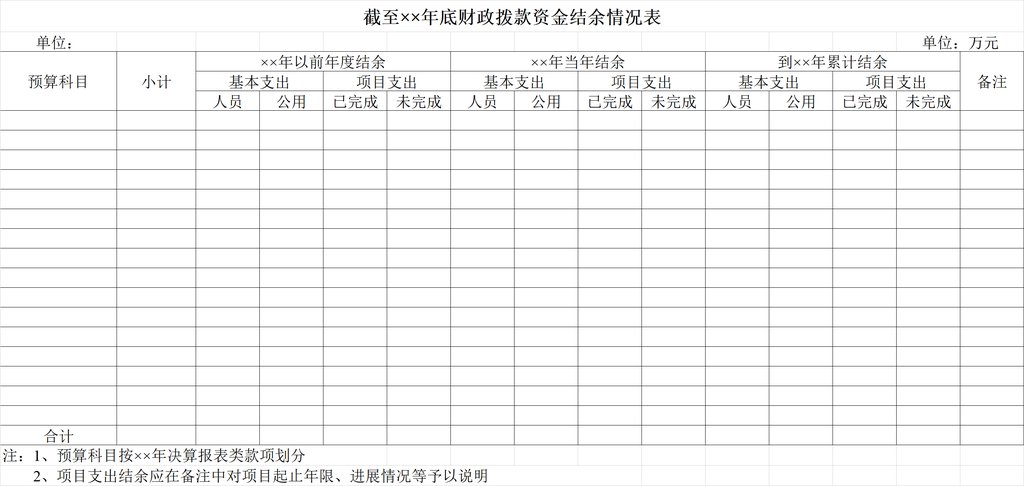 截至××年底财政拨款资金结余情况表
单位： 单位：万元
预算科目 小计 ××年以前年度结余 ××年当年结余 到××年累计结余 备注
基本支出 项目支出 基本支出 项目支出 基本支出 项目支出
人员 公用 已完成 未完成 人员 公用 已完成 未完成 人员 公用 已完成 未完成
合计
注：1、预算科目按××年决算报表类款项划分
2、项目支出结余应在备注中对项目起止年限、进展情况等予以说明